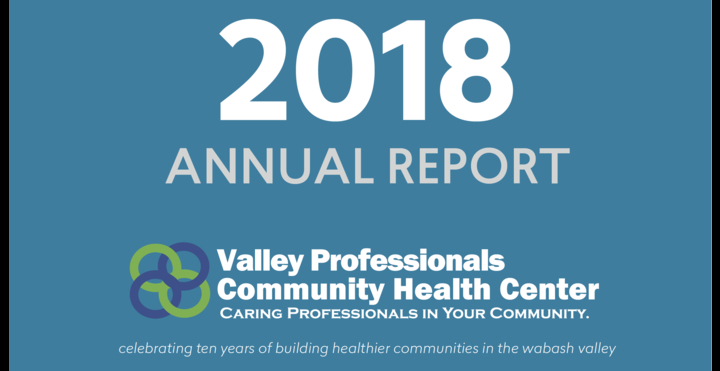 2018
ANNUAL REPORT
Valley Professionals
Community Health Center
CARING PROFESSIONALS IN YOUR COMMUNITY.
celebrating ten years of building healthier communities in the wabash valley